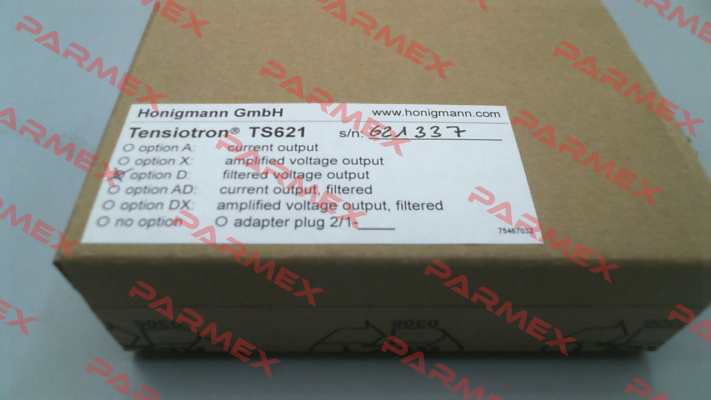 Honigmann GmbH www.honigmann.com
Tensiotron® TS621 s/n: 621337
option A: current output
option X: amplified voltage output
option D: filtered voltage output
option AD: current output, filtered
option DX: amplified voltage output, filtered
no option adapter plug 2/1-____
75467032
0306
PARMEX
PARMEX
PARMEX
PARMEX
PARMEX
PARMEX
PARMEX
PARMEX
PARMEX